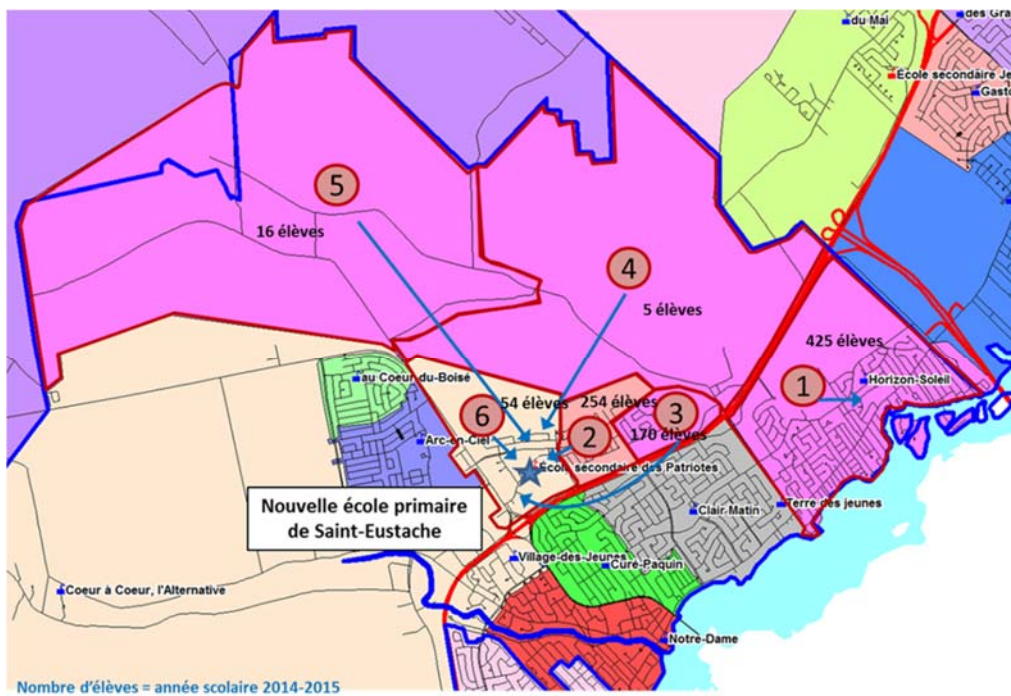 du Mai
des Gra
École secondaire Je
Gasto
5
16 élèves
4
5 élèves
425 élèves
1
Horizon-Soleil
au Coeur-du-Boisé
54 élèves
254 élèves
6
3
2
170 élèves
Arc-en-Ciel
École secondaire des Patriotes
Nouvelle école primaire
de Saint-Eustache
Clair-Matin
Terre des jeunes
Village-des-Jeunes
Curé-Paquin
Coeur à Coeur, l'Alternative
Notre-Dame
Nombre d'élèves = année scolaire 2014-2015